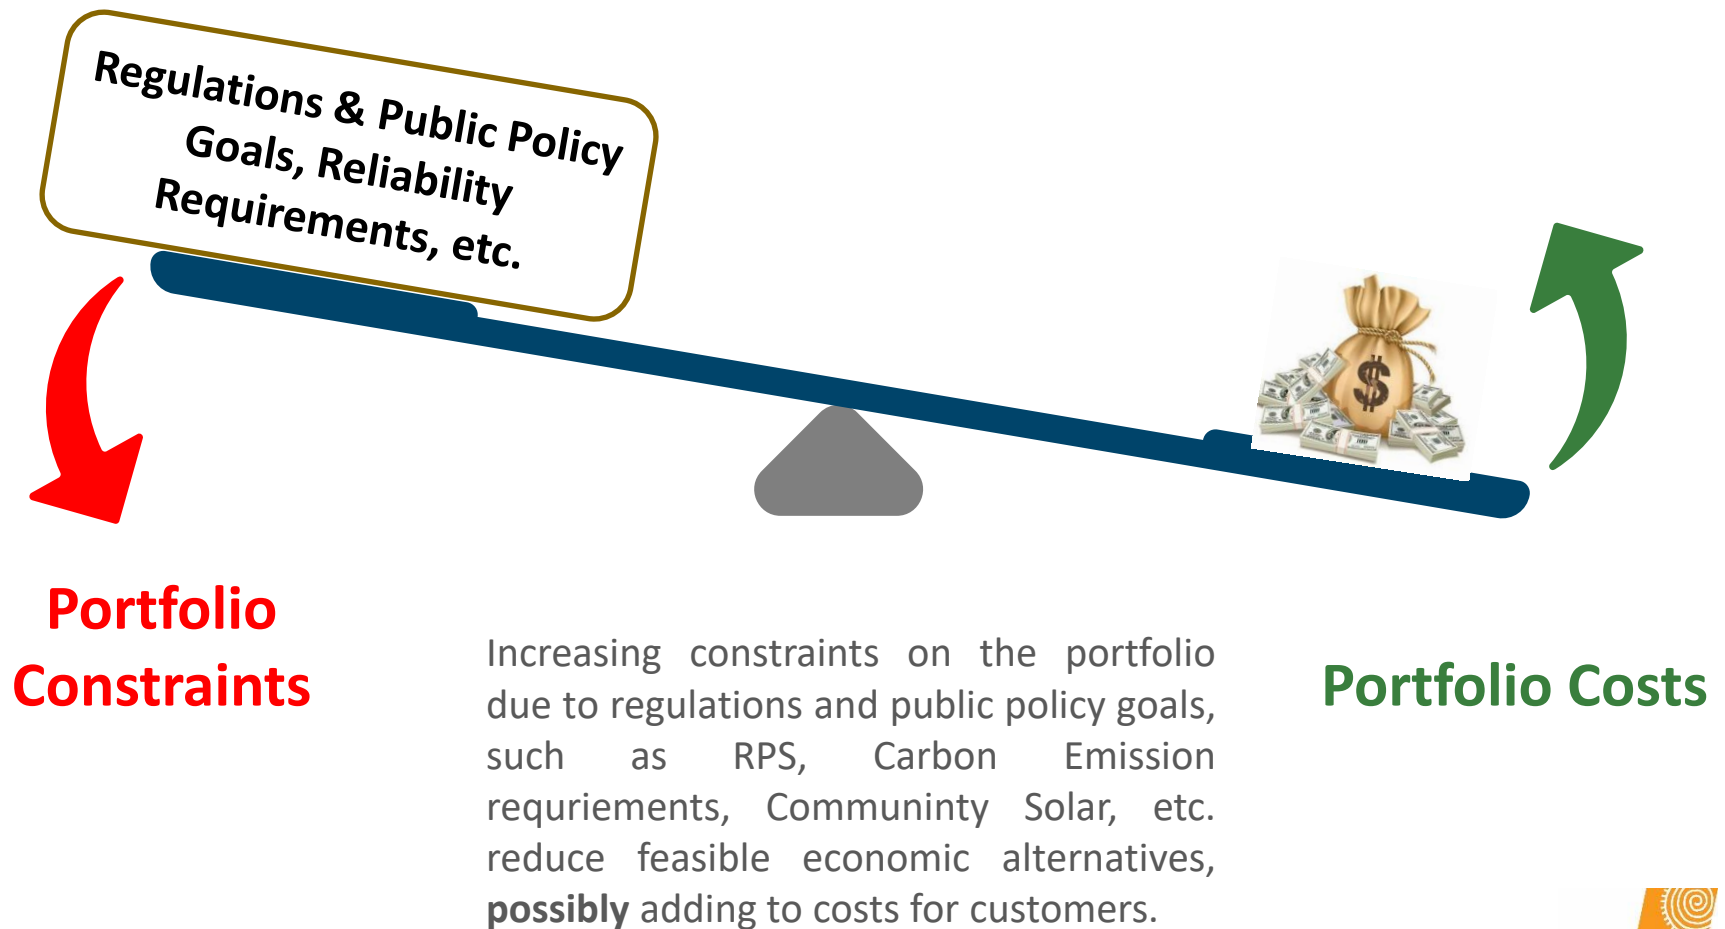 Regulations & Public Policy
Goals, Reliability
Requirements, etc.
$
Portfolio
Constraints
Increasing constraints on the portfolio
due to regulations and public policy goals,
such as RPS, Carbon Emission
requriements, Communinty Solar, etc.
reduce feasible economic alternatives,
possibly adding to costs for customers.
Portfolio Costs